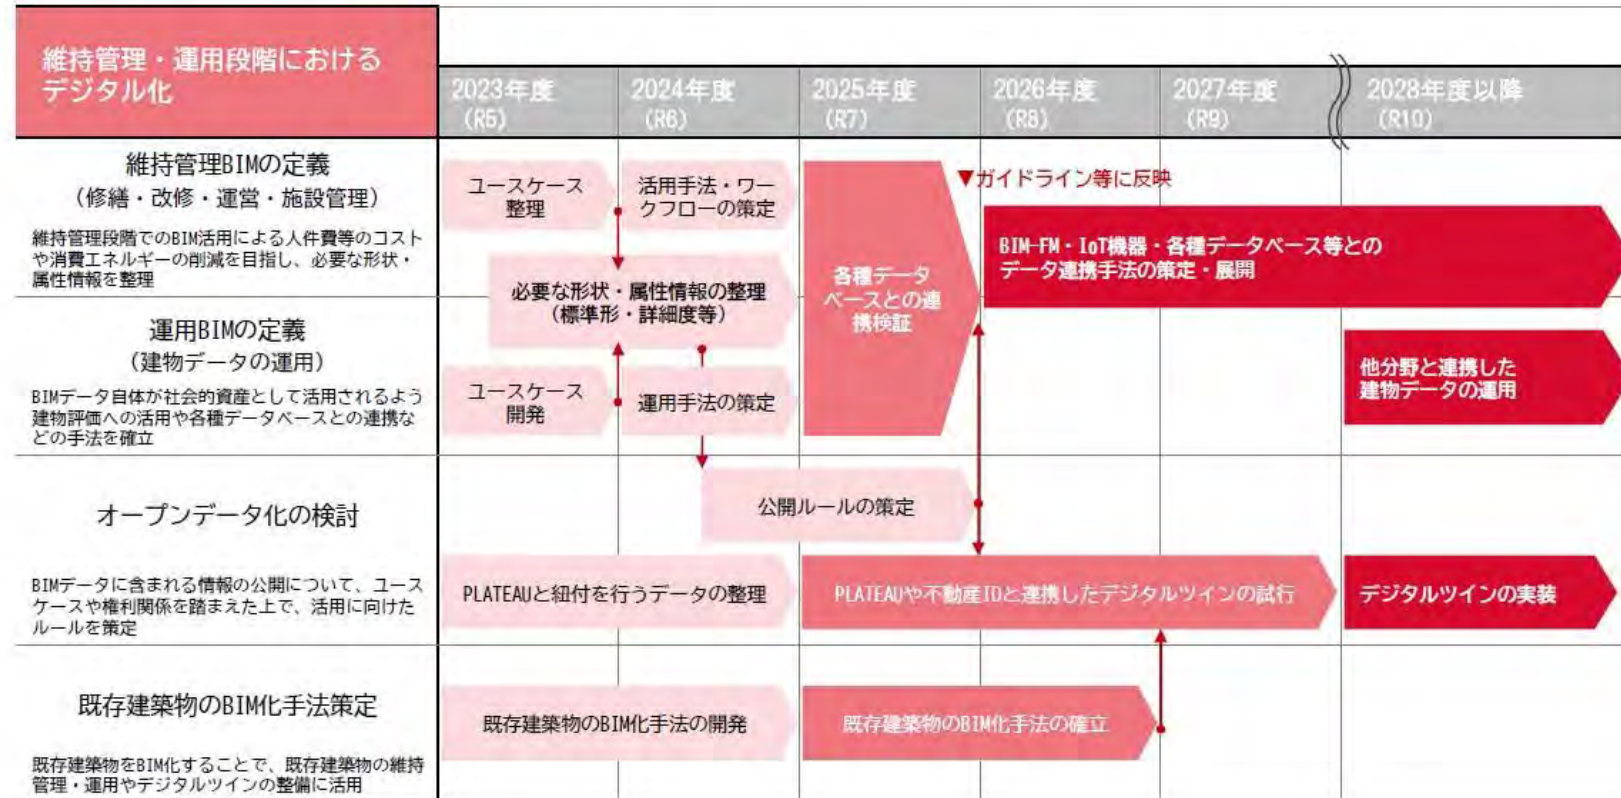 維持管理・運用段階における
デジタル化
2023年度
(R5)
2024年度
(R6)
2025年度
(R7)
2026年度
(R8)
2027年度
(R9)
2028年度以降
(R10)
維持管理BIMの定義
（修繕・改修・運営・施設管理）
維持管理段階でのBIM活用による人件費等のコスト
や消費エネルギーの削減を目指し、必要な形状・
属性情報を整理
ユースケース
整理
活用手法・ワー
クフローの策定
必要な形状・属性情報の整理
（標準形・詳細度等）
各種データ
ベースとの連
携検証
▼ガイドライン等に反映
BIM-FM・IoT機器・各種データベース等との
データ連携手法の策定・展開
運用BIMの定義
（建物データの運用）
BIMデータ自体が社会的資産として活用されるよう
建物評価への活用や各種データベースとの連携な
どの手法を確立
ユースケース
開発
運用手法の策定
他分野と連携した
建物データの運用
オープンデータ化の検討
BIMデータに含まれる情報の公開について、ユース
ケースや権利関係を踏まえた上で、活用に向けた
ルールを策定
公開ルールの策定
PLATEAUと紐付を行うデータの整理
PLATEAUや不動産IDと連携したデジタルツインの試行
デジタルツインの実装
既存建築物のBIM化手法策定
既存建築物をBIM化することで、既存建築物の維持
管理・運用やデジタルツインの整備に活用
既存建築物のBIM化手法の開発
既存建築物のBIM化手法の確立